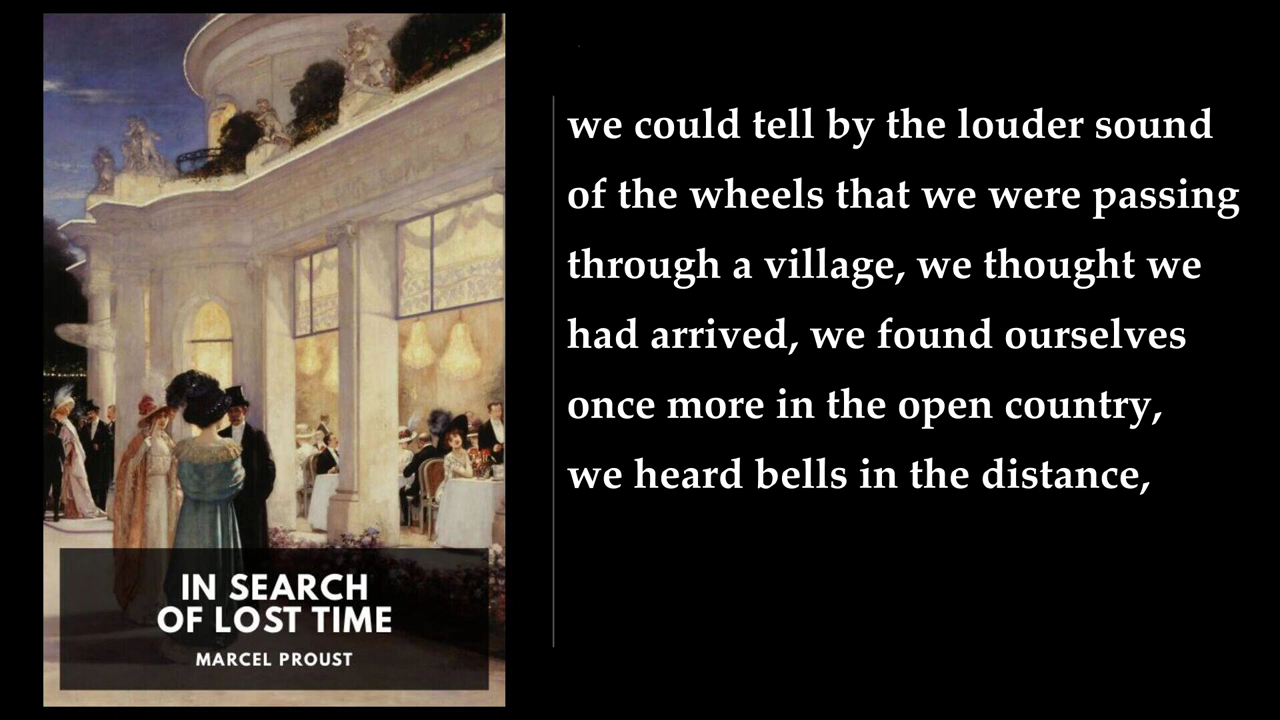 we could tell by the louder sound
of the wheels that we were passing
through a village, we thought we
had arrived, we found ourselves
once more in the open country,
we heard bells in the distance,
IN SEARCH
OF LOST TIME
MARCEL PROUST